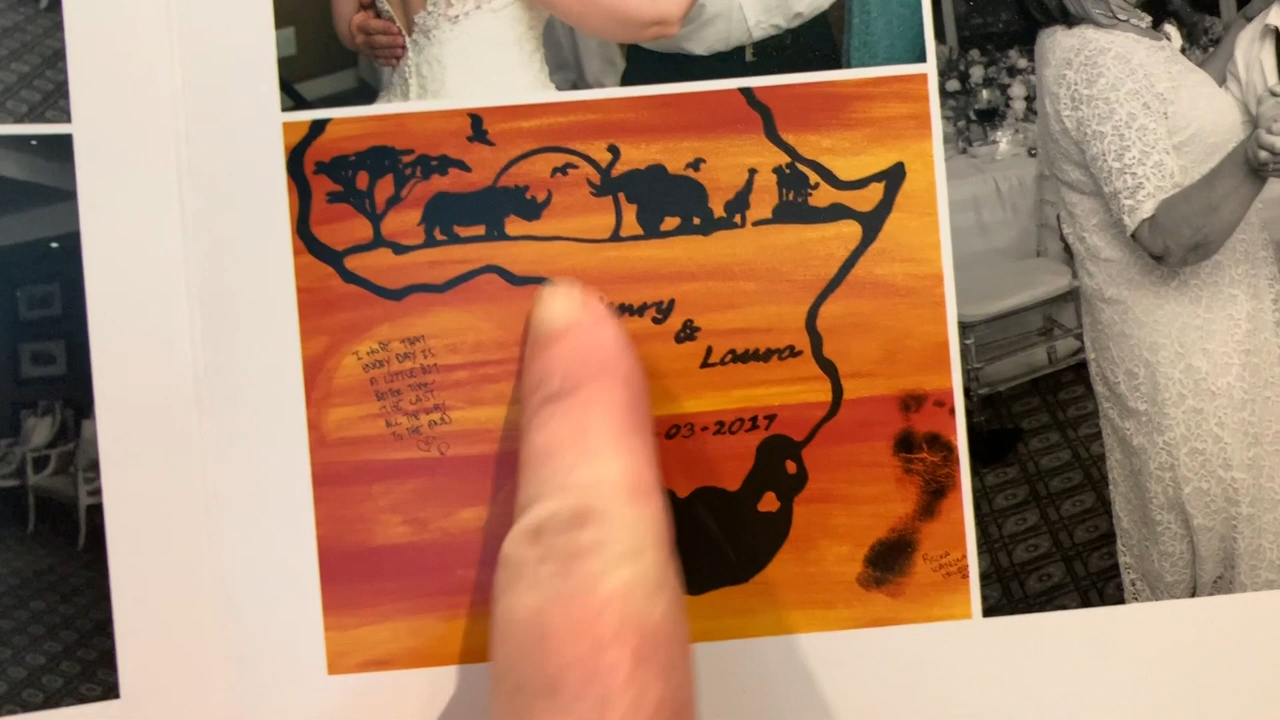 &
Laura
-03-2017
I HOPE THAT
EVERY DAY IS
A LITTLE BIT
BETTER THAN
THE LAST
ALL THE WAY
TO THE END